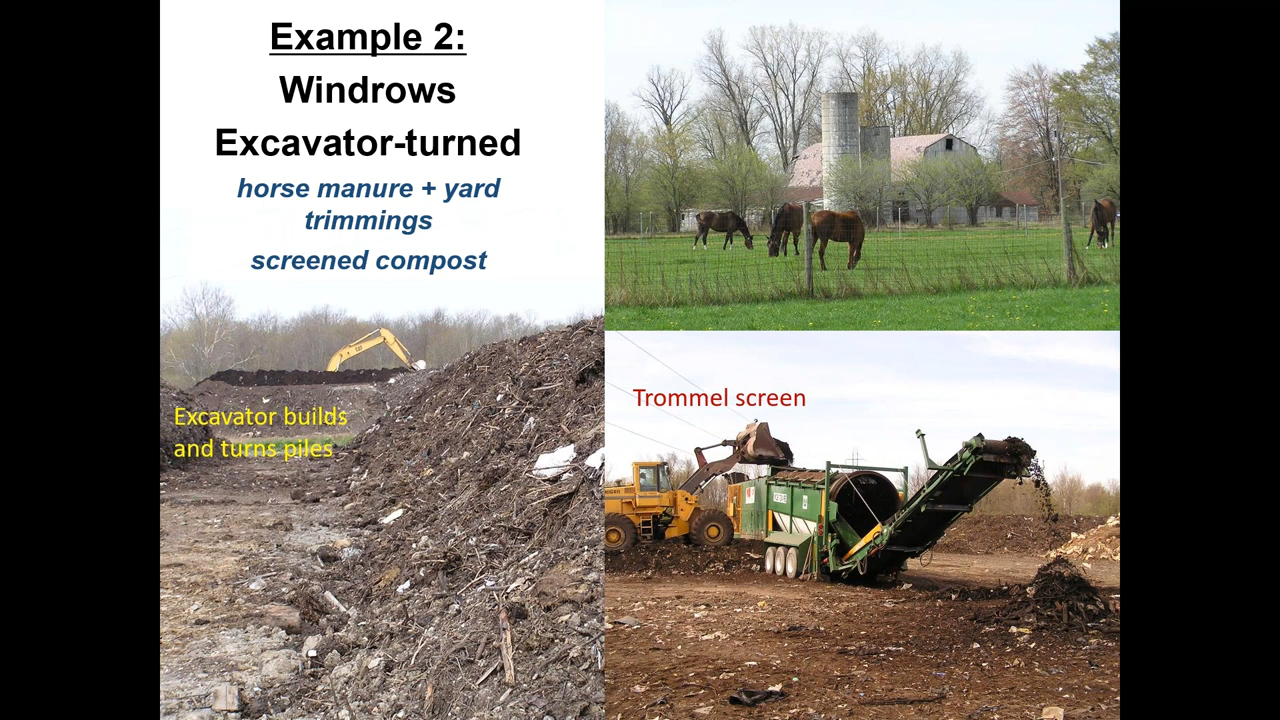 Example 2:
Windrows
Excavator-turned
horse manure + yard
trimmings
screened compost
Excavator builds
and turns piles
Trommel screen